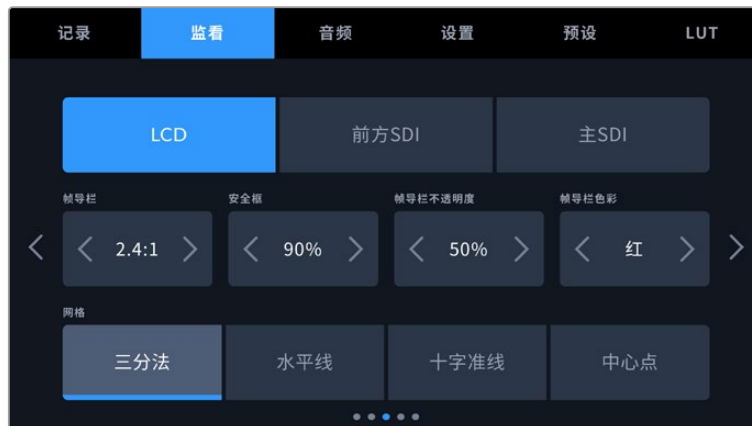 记录 监看 音频 设置 预设 LUT
LCD 前方SDI 主SDI
帧导栏 安全框 帧导栏不透明度 帧导栏色彩
2.4:1 90% 50% 红
网格
三分法 水平线 十字准线 中心点